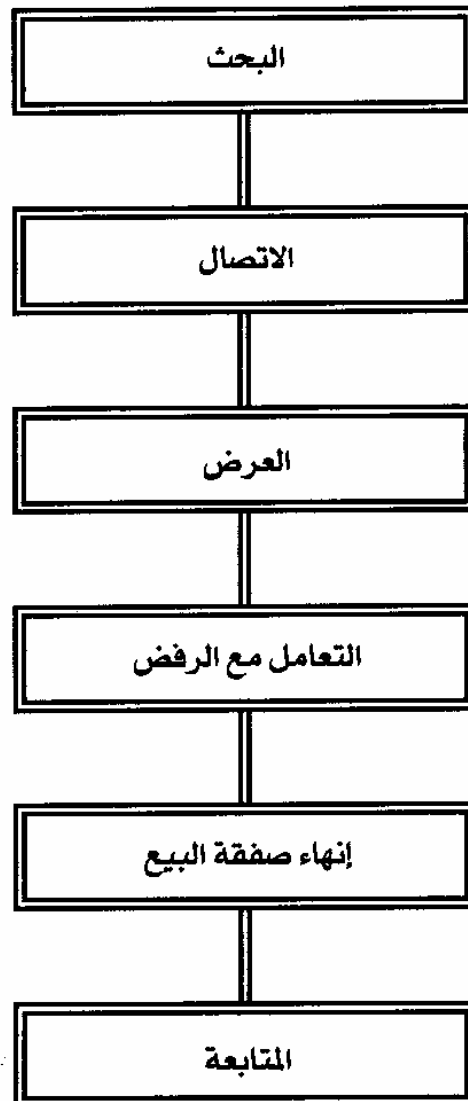 البحث
الاتصال
العرض
التعامل مع الرفض
إنهاء صفقة البيع
المتابعة